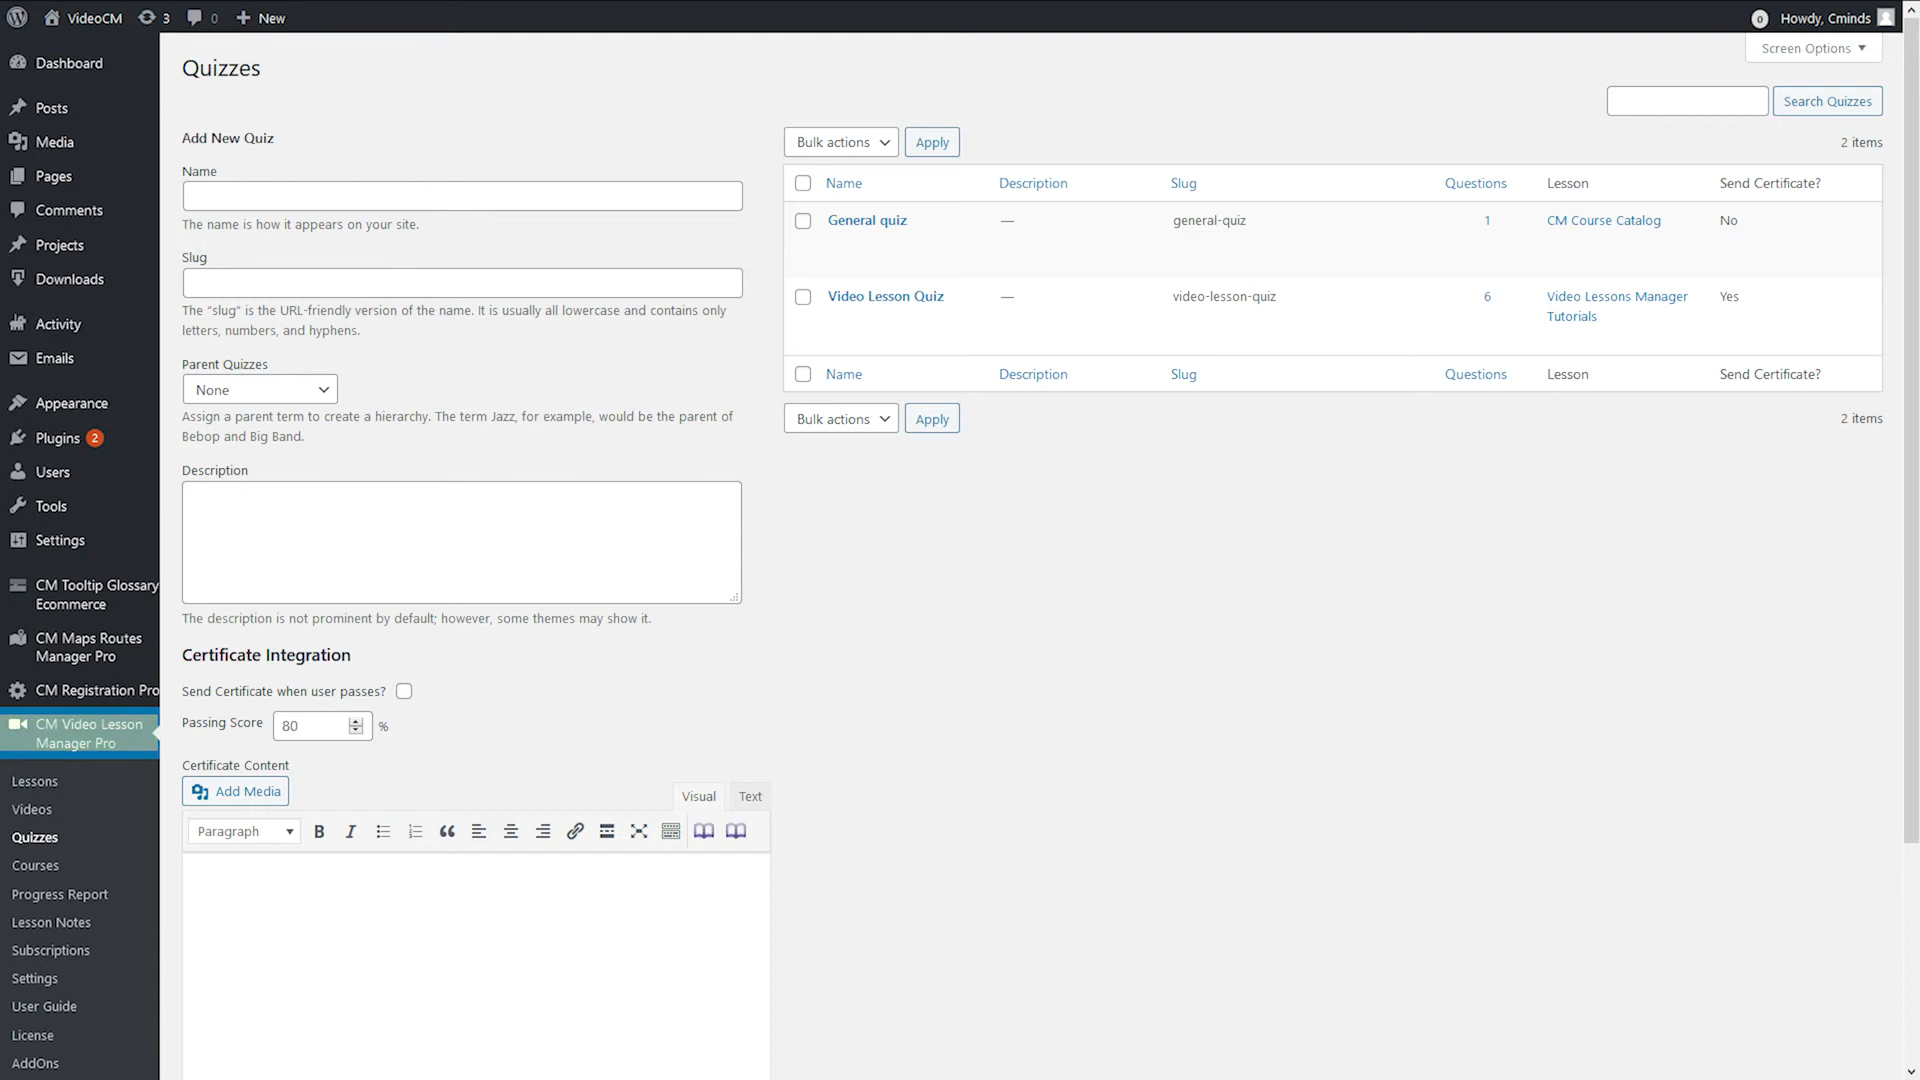 VideoCM
3
0
New
0
Howdy, Cminds
Dashboard
Posts
Media
Pages
Comments
Projects
Downloads
Activity
Emails
Appearance
Plugins 2
Users
Tools
Settings
CM Tooltip Glossary
Ecommerce
CM Maps Routes
Manager Pro
CM Registration Pro
CM Video Lesson
Manager Pro
Lessons
Videos
Quizzes
Courses
Progress Report
Lesson Notes
Subscriptions
Settings
User Guide
License
AddOns
Quizzes
Screen Options
Search Quizzes
Add New Quiz
Name
The name is how it appears on your site.
Slug
The “slug” is the URL-friendly version of the name. It is usually all lowercase and contains only
letters, numbers, and hyphens.
Parent Quizzes
None
Assign a parent term to create a hierarchy. The term Jazz, for example, would be the parent of
Bebop and Big Band.
Description
The description is not prominent by default; however, some themes may show it.
Certificate Integration
Send Certificate when user passes?
Passing Score 80 %
Certificate Content
Add Media
Visual Text
Paragraph B I
Bulk actions Apply
2 items
Name Description Slug Questions Lesson Send Certificate?
General quiz — general-quiz 1 CM Course Catalog No
Video Lesson Quiz — video-lesson-quiz 6 Video Lessons Manager Yes
Tutorials
Name Description Slug Questions Lesson Send Certificate?
Bulk actions Apply
2 items